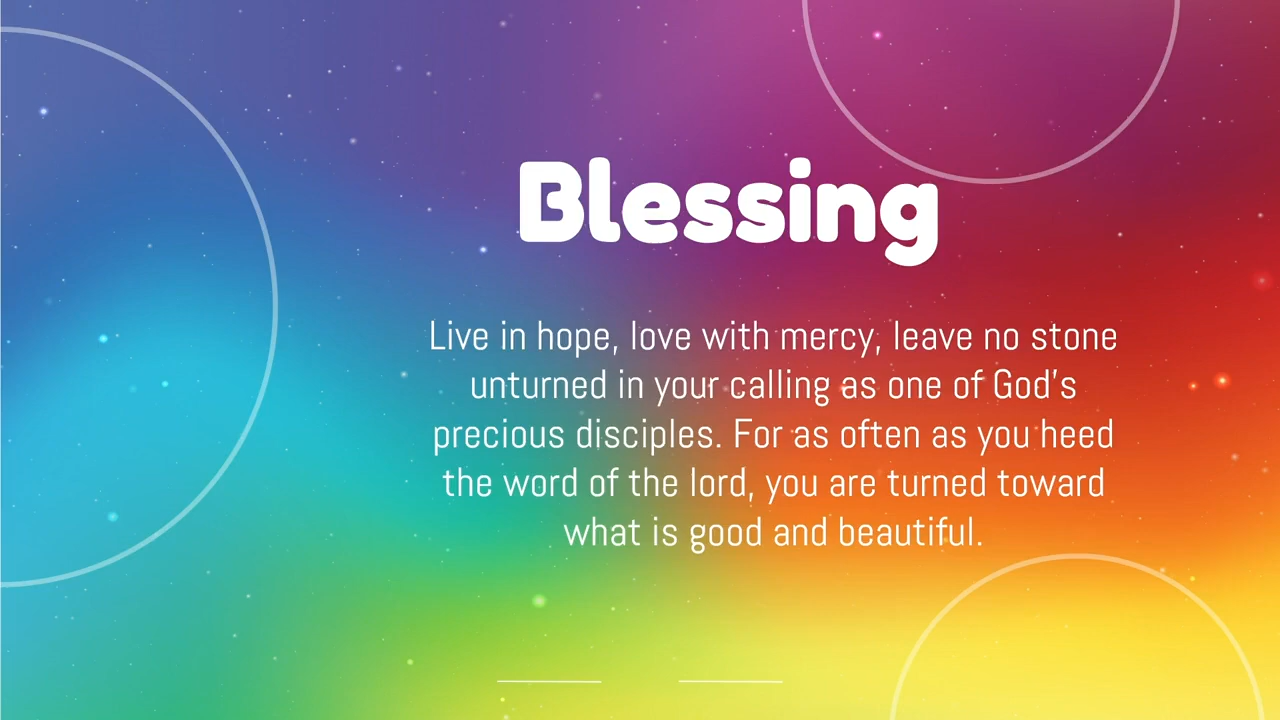 Blessing
Live in hope, love with mercy, leave no stone
unturned in your calling as one of God's
precious disciples. For as often as you heed
the word of the lord, you are turned toward
what is good and beautiful.